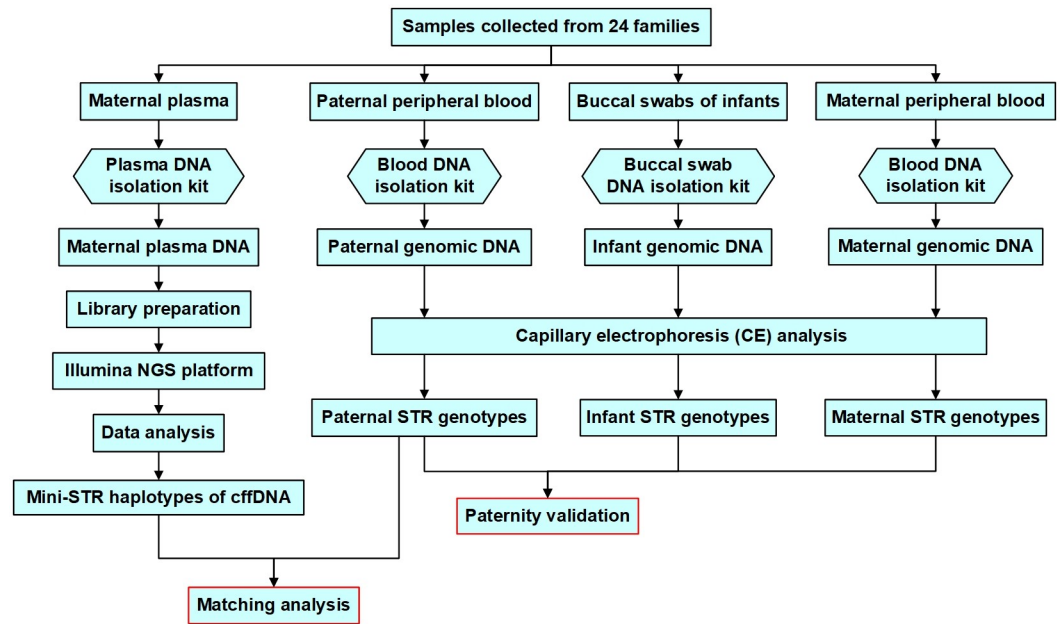 Samples collected from 24 families
Maternal plasma
Paternal peripheral blood
Buccal swabs of infants
Maternal peripheral blood
Plasma DNA
isolation kit
Blood DNA
isolation kit
Buccal swab
DNA isolation kit
Blood DNA
isolation kit
Maternal plasma DNA
Paternal genomic DNA
Infant genomic DNA
Maternal genomic DNA
Library preparation
Capillary electrophoresis (CE) analysis
Illumina NGS platform
Data analysis
Paternal STR genotypes
Infant STR genotypes
Maternal STR genotypes
Mini-STR haplotypes of cffDNA
Paternity validation
Matching analysis